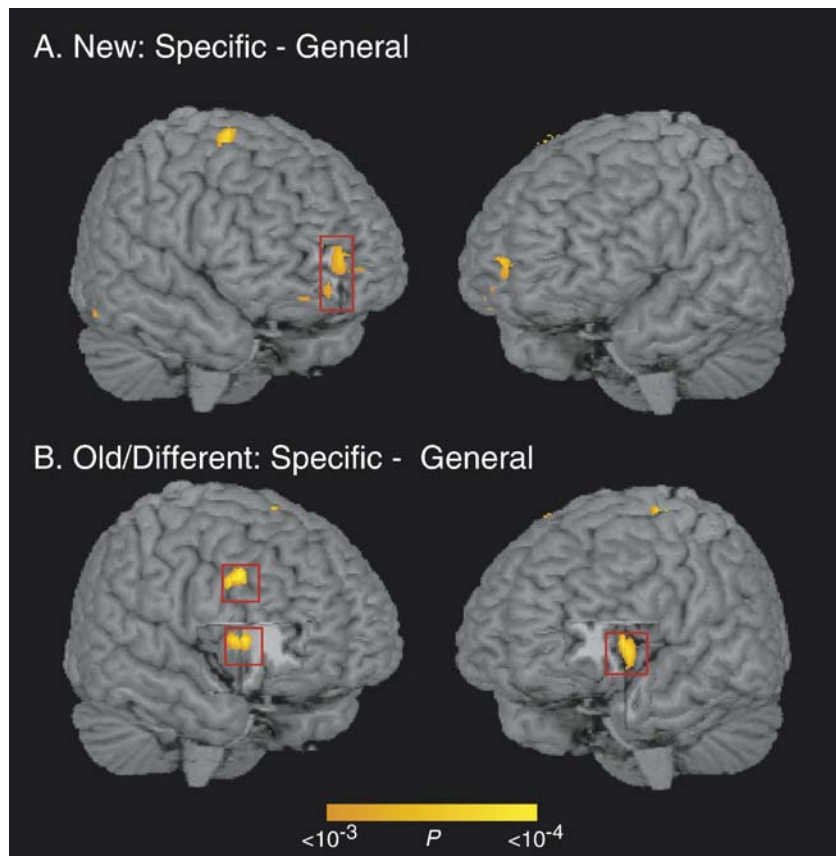 A. New: Specific - General
B. Old/Different: Specific - General
<10⁻³ P <10⁻⁴